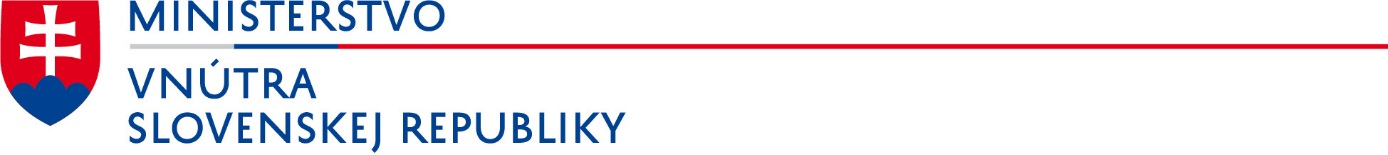 MINISTERSTVO
VNÚTRA
SLOVENSKEJ REPUBLIKY